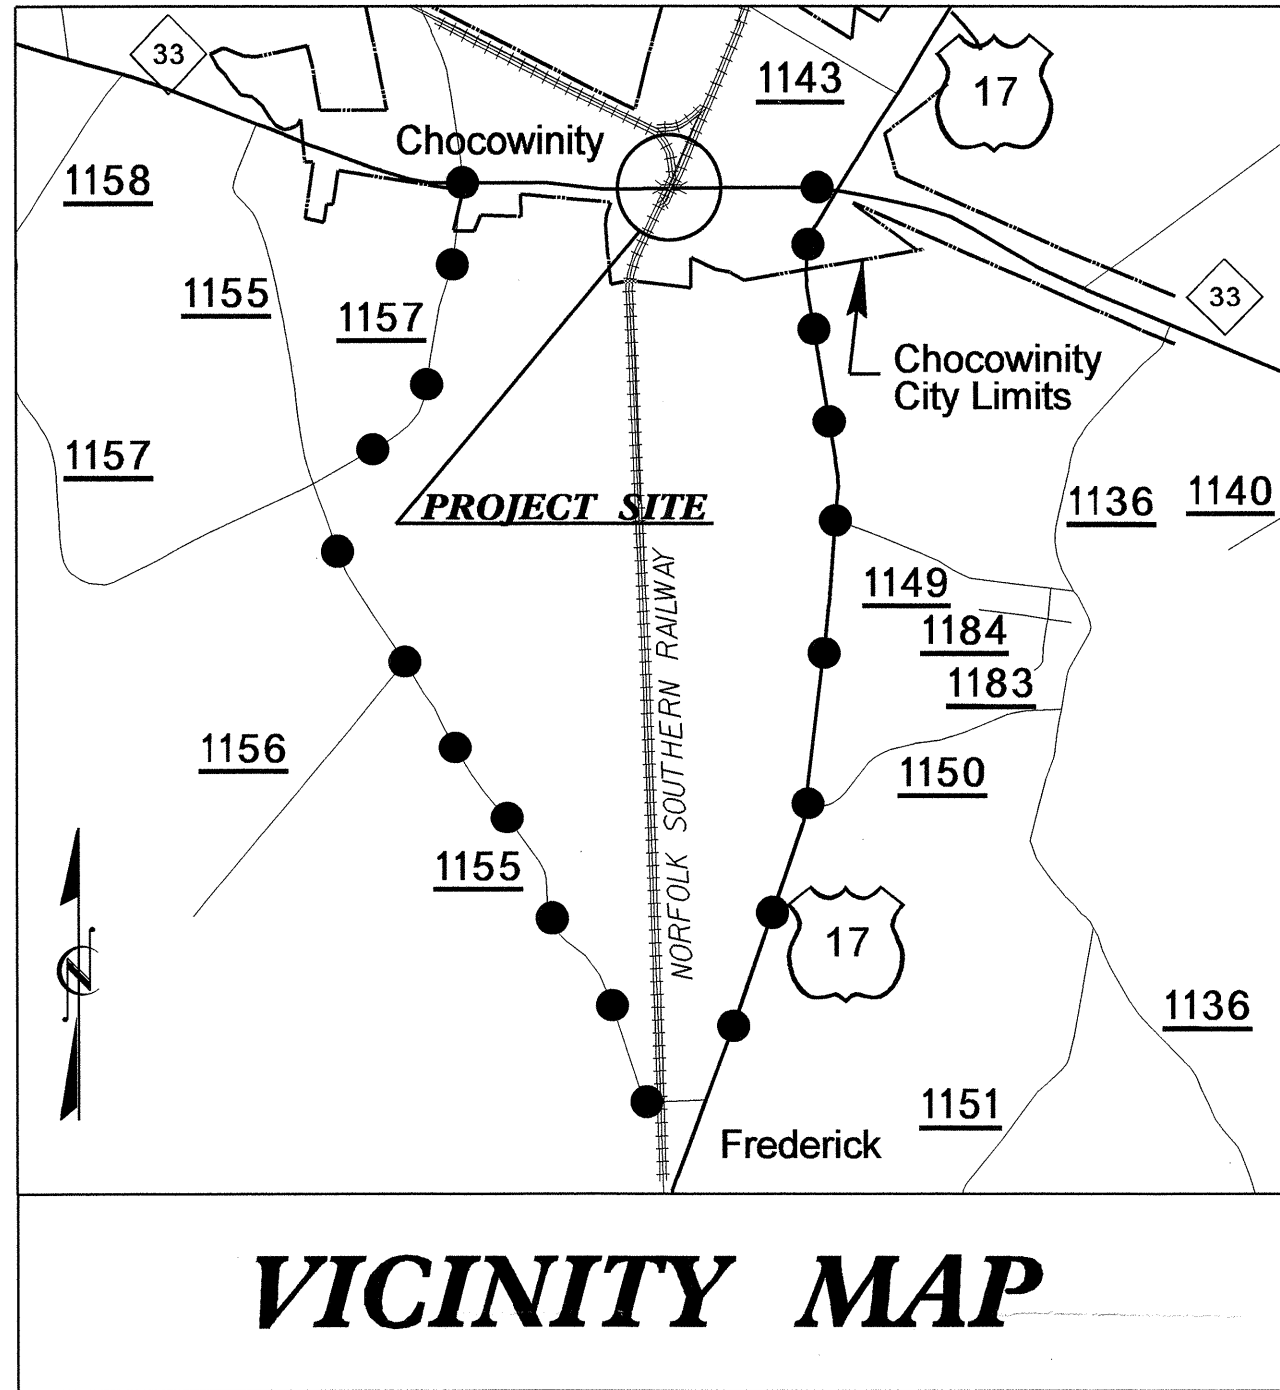 33
1143
17
Chocowinity
1158
1155
1157
33
Chocowinity
City Limits
1157
PROJECT SITE
1136
1140
1149
1184
1183
NORFOLK SOUTHERN RAILWAY
1156
1150
1155
17
1136
1151
Frederick
VICINITY MAP